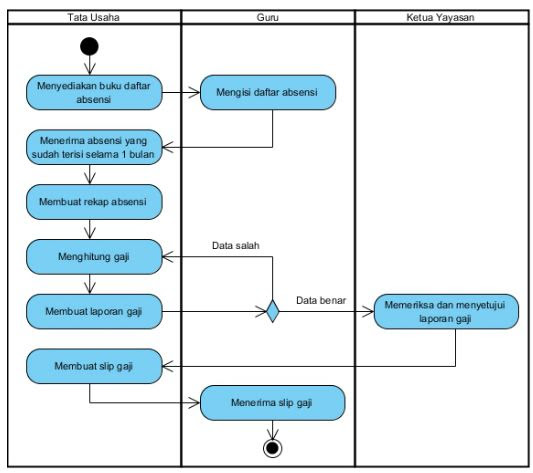 Tata Usaha
Guru
Ketua Yayasan
Menyediakan buku daftar
absensi
Mengisi daftar absensi
Menerima absensi yang
sudah terisi selama 1 bulan
Membuat rekap absensi
Data salah
Menghitung gaji
Membuat laporan gaji
Data benar
Memeriksa dan menyetujui
laporan gaji
Membuat slip gaji
Menerima slip gaji